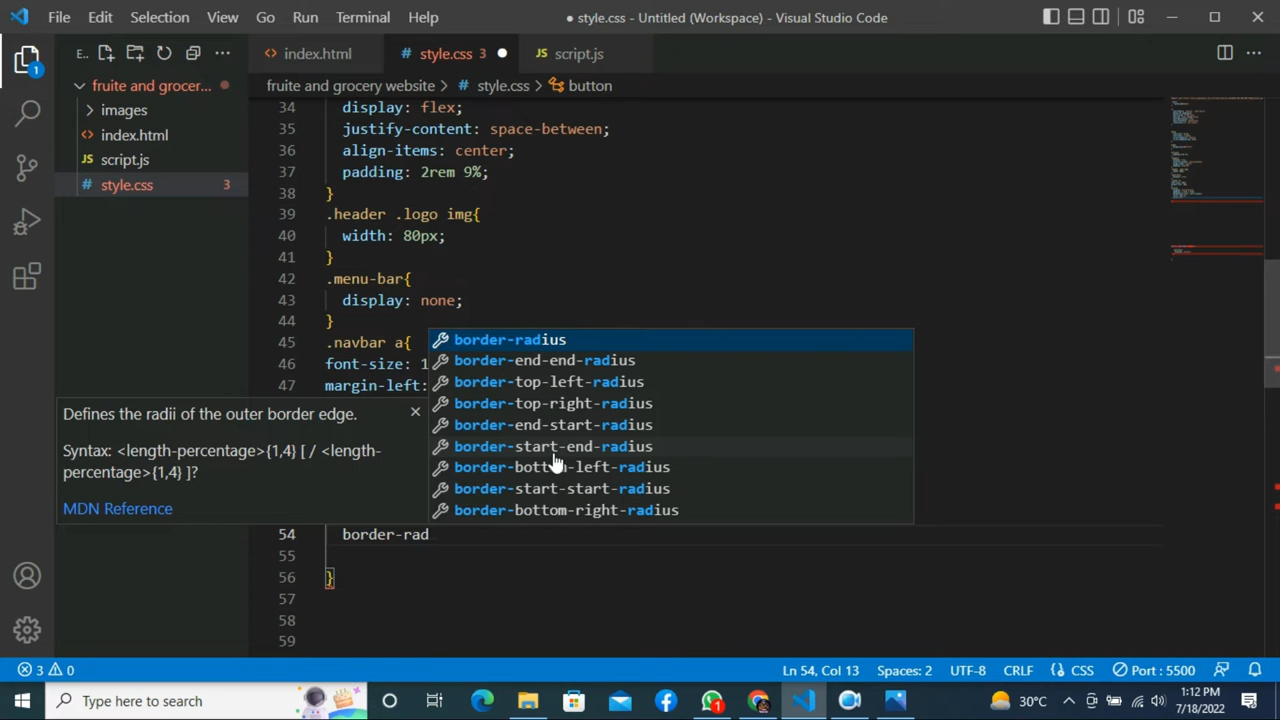 File Edit Selection View Go Run Terminal Help
● style.css - Untitled (Workspace) - Visual Studio Code
E..
index.html
# style.css 3
JS script.js
fruite and grocer...
fruite and grocery website > # style.css > button
images
index.html
JS script.js
# style.css 3
1
34 display: flex;
35 justify-content: space-between;
36 align-items: center;
37 padding: 2rem 9%;
38 }
39 .header .logo img{
40 width: 80px;
41 }
42 .menu-bar{
43 display: none;
44 }
45 .navbar a{
46 font-size: 1
47 margin-left:
border-radius
border-end-end-radius
border-top-left-radius
border-top-right-radius
border-end-start-radius
border-start-end-radius
border-bottom-left-radius
border-start-start-radius
border-bottom-right-radius
Defines the radii of the outer border edge.
Syntax: <length-percentage>{1,4} [ / <length-
percentage>{1,4} ]?
MDN Reference
54 border-rad
55
56 }
57
58
59
3 0
Ln 54, Col 13 Spaces: 2 UTF-8 CRLF {} CSS Port : 5500
Type here to search
1
30°C
1:12 PM
7/18/2022